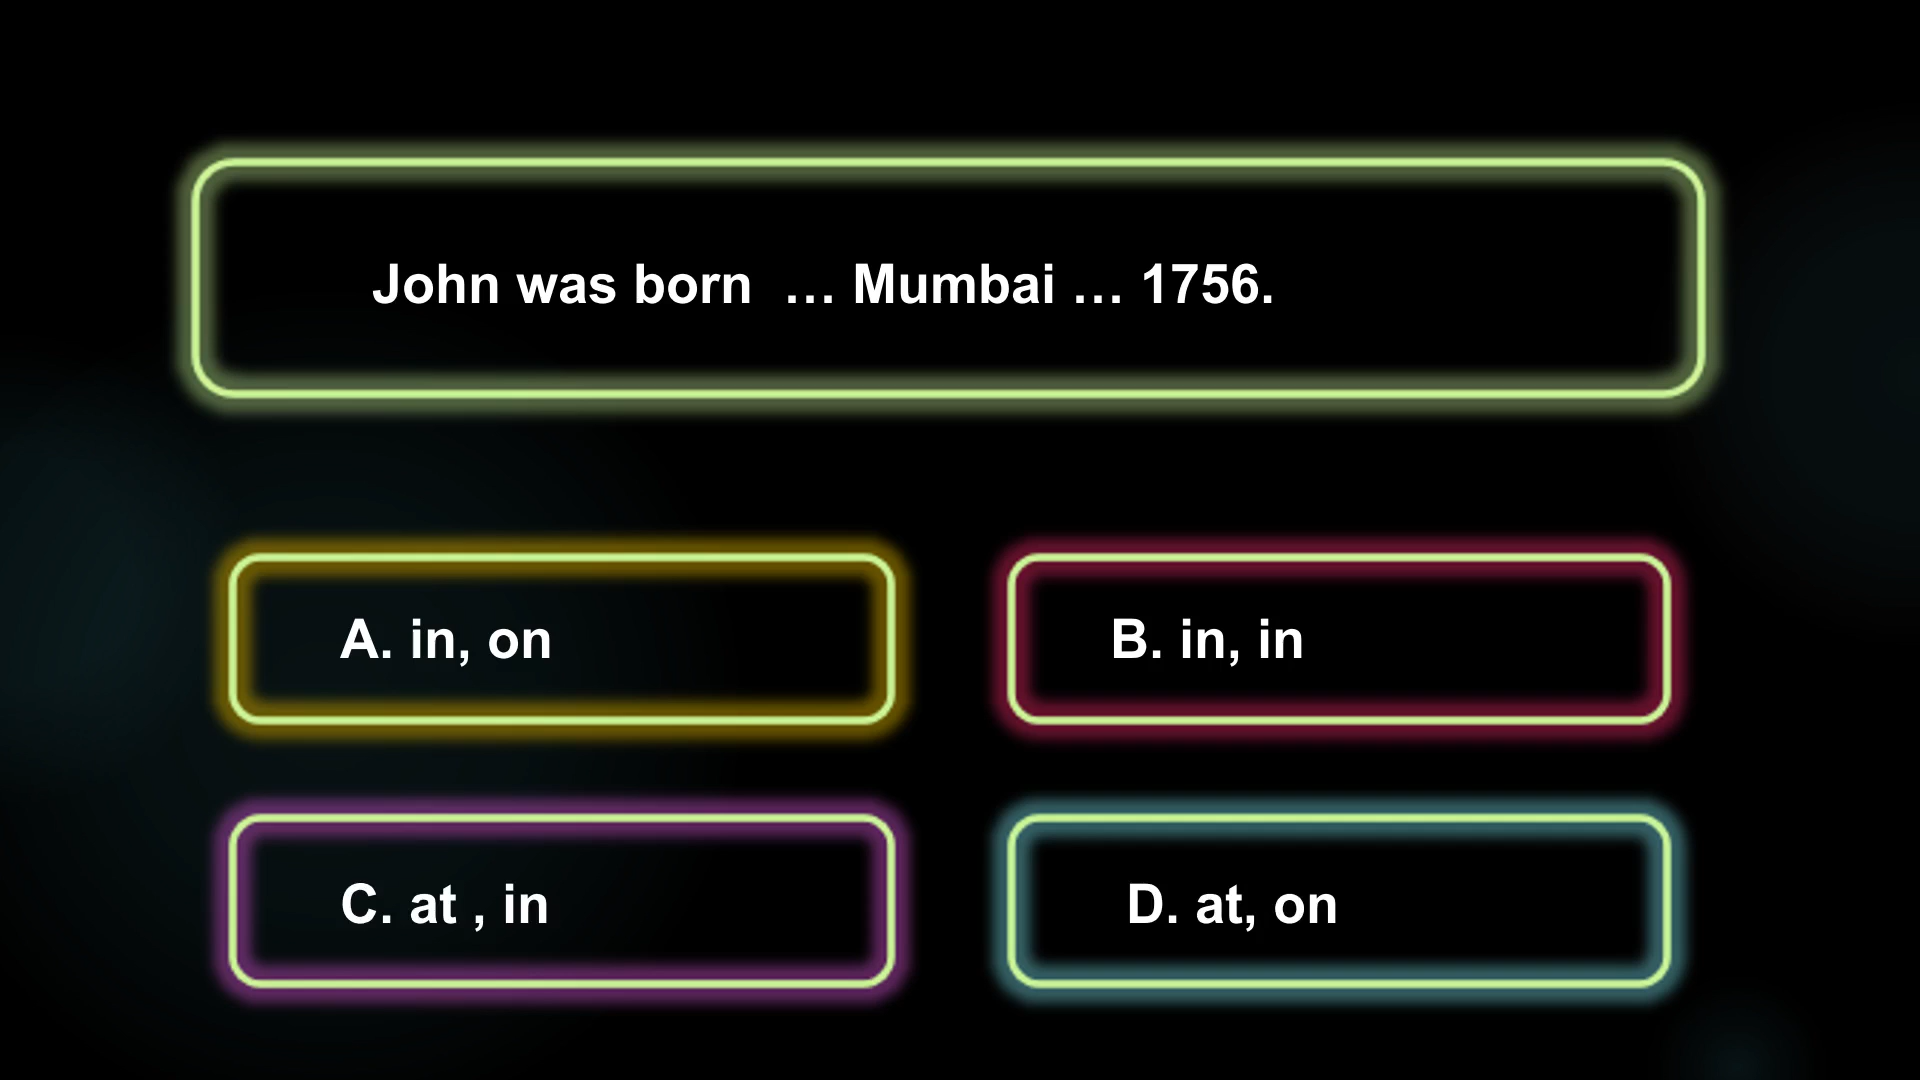 John was born  … Mumbai … 1756.
A. in, on
B. in, in
C. at , in
D. at, on